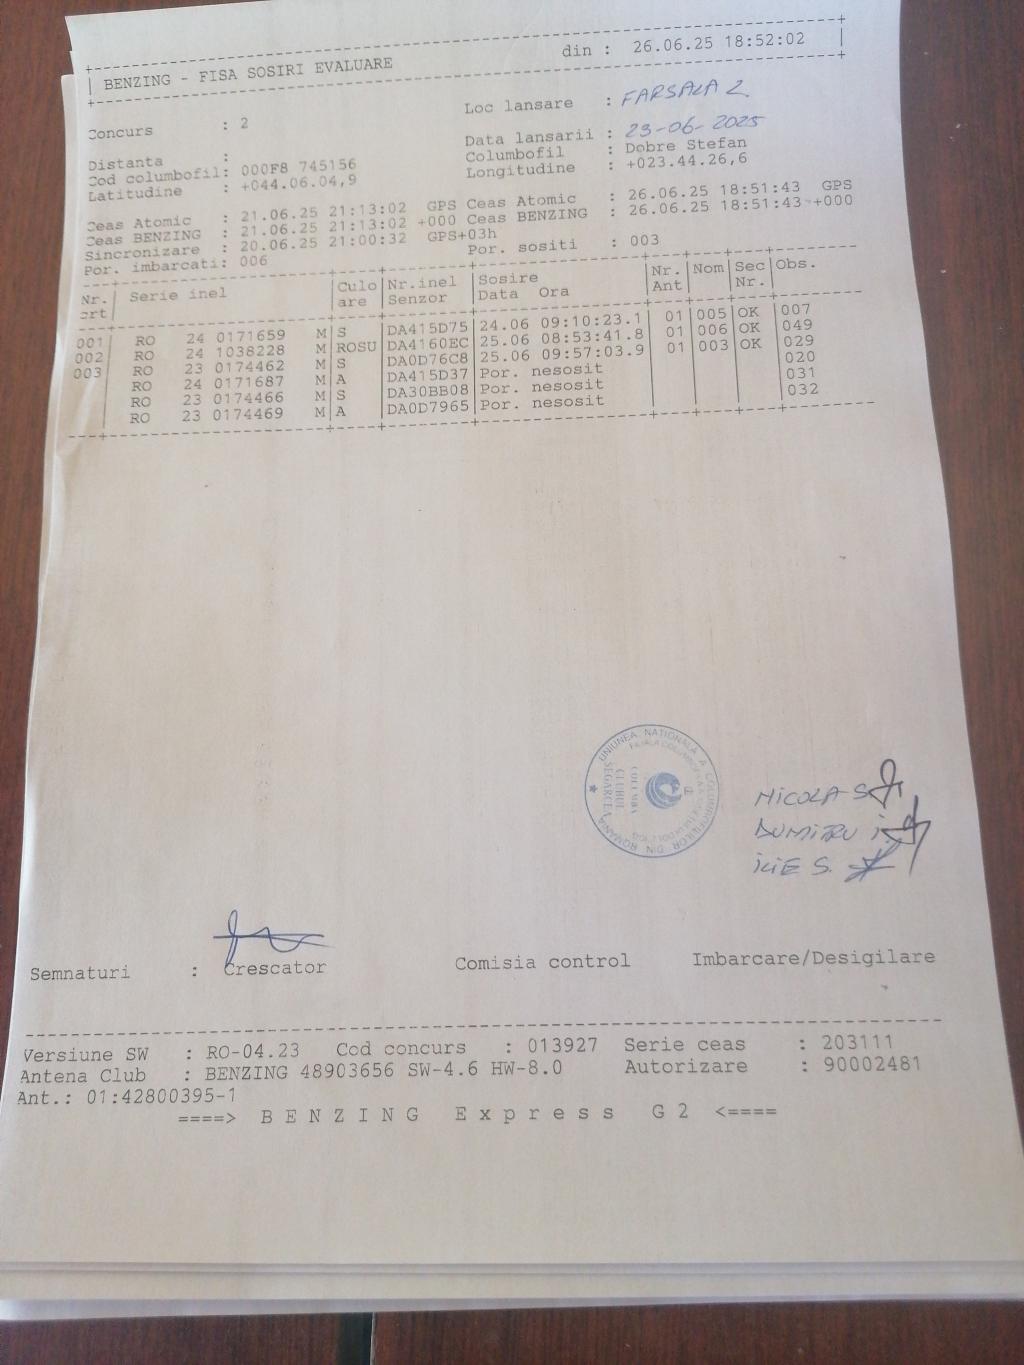 BENZING - FISA SOSIRI EVALUARE din : 26.06.25 18:52:02
Loc lansare : FARSALA 2
Concurs : 2
Data lansarii : 23-06-2025
Distanta :
Columbofil : Dobre Stefan
Cod columbofil: 000F8 745156
Longitudine : +023.44.26,6
Latitudine : +044.06.04,9
Ceas Atomic : 21.06.25 21:13:02 GPS Ceas Atomic : 26.06.25 18:51:43 GPS
Ceas BENZING : 21.06.25 21:13:02 +000 Ceas BENZING : 26.06.25 18:51:43 +000
Sincronizare : 20.06.25 21:00:32 GPS+03h
Por. imbarcati: 006 Por. sositi : 003
Nr. crt Serie inel Culo are Nr.inel Senzor Sosire Data Ora Nr. Ant Nom Sec Nr. Obs.
001 RO 24 0171659 M S DA415D75 24.06 09:10:23.1 01 005 OK 007
002 RO 24 1038228 M ROSU DA4160EC 25.06 08:53:41.8 01 006 OK 049
003 RO 23 0174462 M S DA0D76C8 25.06 09:57:03.9 01 003 OK 029
RO 24 0171687 M A DA415D37 Por. nesosit 020
RO 23 0174466 M S DA30BB08 Por. nesosit 031
RO 23 0174469 M A DA0D7965 Por. nesosit 032
UNIUNEA NATIONALA A COLUMBOFILILOR DIN ROMANIA
CLUBUL
COLUMBA
SEGARCEA
NICOLA S
DUMITRU I.
ILIE S.
Semnaturi : Crescator Comisia control Imbarcare/Desigilare
Versiune SW : RO-04.23 Cod concurs : 013927 Serie ceas : 203111
Antena Club : BENZING 48903656 SW-4.6 HW-8.0 Autorizare : 90002481
Ant.: 01:42800395-1
====> B E N Z I N G E x p r e s s G 2 <====